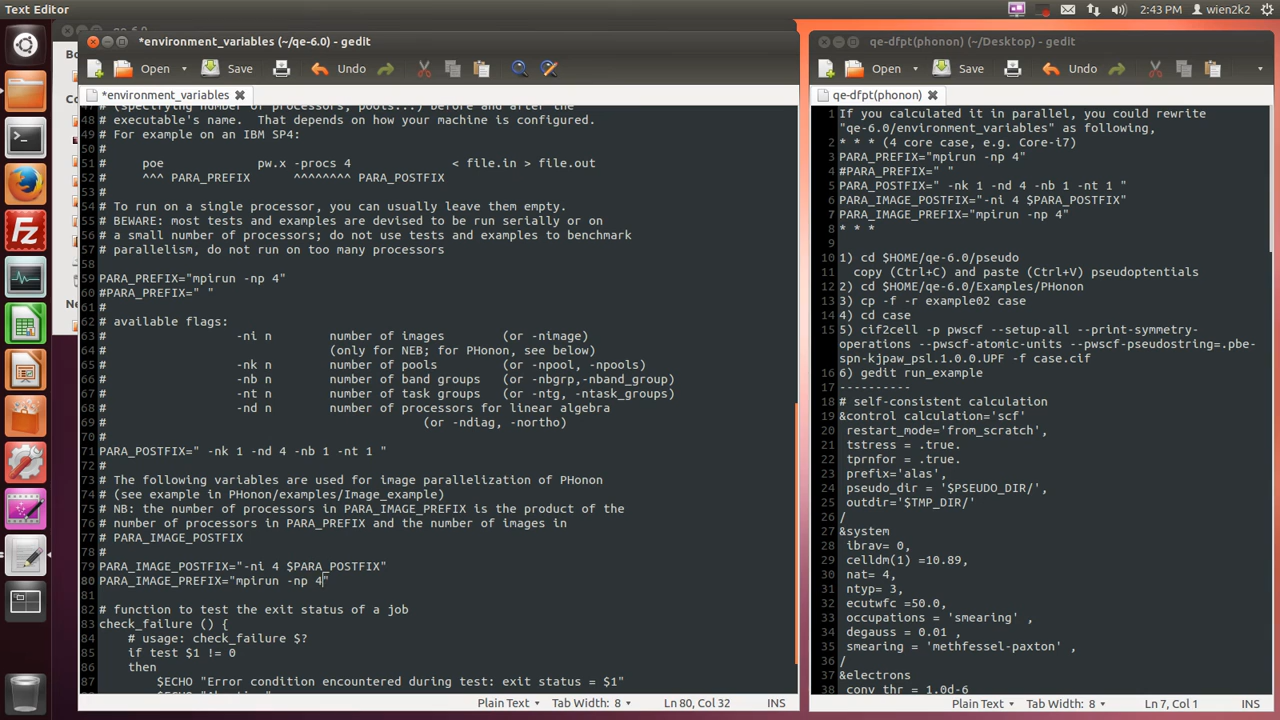 Text Editor
2:43 PM
wien2k2
*environment_variables (~/qe-6.0) - gedit
Open
Save
Undo
*environment_variables
47 # (specifying number of processors, pools...) before and after the
48 # executable's name.  That depends on how your machine is configured.
49 # For example on an IBM SP4:
50 #
51 #     poe             pw.x -procs 4              < file.in > file.out
52 #     ^^^ PARA_PREFIX      ^^^^^^^^ PARA_POSTFIX
53 #
54 # To run on a single processor, you can usually leave them empty.
55 # BEWARE: most tests and examples are devised to be run serially or on
56 # a small number of processors; do not use tests and examples to benchmark
57 # parallelism, do not run on too many processors
58
59 PARA_PREFIX="mpirun -np 4"
60 #PARA_PREFIX=" "
61 #
62 # available flags:
63 #                  -ni n        number of images        (or -nimage)
64 #                               (only for NEB; for PHonon, see below)
65 #                  -nk n        number of pools         (or -npool, -npools)
66 #                  -nb n        number of band groups   (or -nbgrp,-nband_group)
67 #                  -nt n        number of task groups   (or -ntg, -ntask_groups)
68 #                  -nd n        number of processors for linear algebra
69 #                                            (or -ndiag, -northo)
70 #
71 PARA_POSTFIX=" -nk 1 -nd 4 -nb 1 -nt 1 "
72 #
73 # The following variables are used for image parallelization of PHonon
74 # (see example in PHonon/examples/Image_example)
75 # NB: the number of processors in PARA_IMAGE_PREFIX is the product of the
76 # number of processors in PARA_PREFIX and the number of images in
77 # PARA_IMAGE_POSTFIX
78 #
79 PARA_IMAGE_POSTFIX="-ni 4 $PARA_POSTFIX"
80 PARA_IMAGE_PREFIX="mpirun -np 4"
81
82 # function to test the exit status of a job
83 check_failure () {
84     # usage: check_failure $?
85     if test $1 != 0
86     then
87         $ECHO "Error condition encountered during test: exit status = $1"
Plain Text
Tab Width: 8
Ln 80, Col 32
INS
qe-dfpt(phonon) (~/Desktop) - gedit
Open
Save
Undo
qe-dfpt(phonon)
1 If you calculated it in parallel, you could rewrite
"qe-6.0/environment_variables" as following,
2 * * * (4 core case, e.g. Core-i7)
3 PARA_PREFIX="mpirun -np 4"
4 #PARA_PREFIX=" "
5 PARA_POSTFIX=" -nk 1 -nd 4 -nb 1 -nt 1 "
6 PARA_IMAGE_POSTFIX="-ni 4 $PARA_POSTFIX"
7 PARA_IMAGE_PREFIX="mpirun -np 4"
8 * * *
9
10 1) cd $HOME/qe-6.0/pseudo
11   copy (Ctrl+C) and paste (Ctrl+V) pseudoptentials
12 2) cd $HOME/qe-6.0/Examples/PHonon
13 3) cp -f -r example02 case
14 4) cd case
15 5) cif2cell -p pwscf --setup-all --print-symmetry-
operations --pwscf-atomic-units --pwscf-pseudostring=.pbe-
spn-kjpaw_psl.1.0.0.UPF -f case.cif
16 6) gedit run_example
17 ----------
18 # self-consistent calculation
19 &control calculation='scf'
20  restart_mode='from_scratch',
21  tstress = .true.
22  tprnfor = .true.
23  prefix='alas',
24  pseudo_dir = '$PSEUDO_DIR/',
25  outdir='$TMP_DIR/'
26 /
27 &system
28  ibrav= 0,
29  celldm(1) =10.89,
30  nat= 4,
31  ntyp= 3,
32  ecutwfc =50.0,
33  occupations = 'smearing' ,
34  degauss = 0.01 ,
35  smearing = 'methfessel-paxton' ,
36 /
37 &electrons
38  conv_thr = 1.0d-6
Plain Text
Tab Width: 8
Ln 7, Col 1
INS